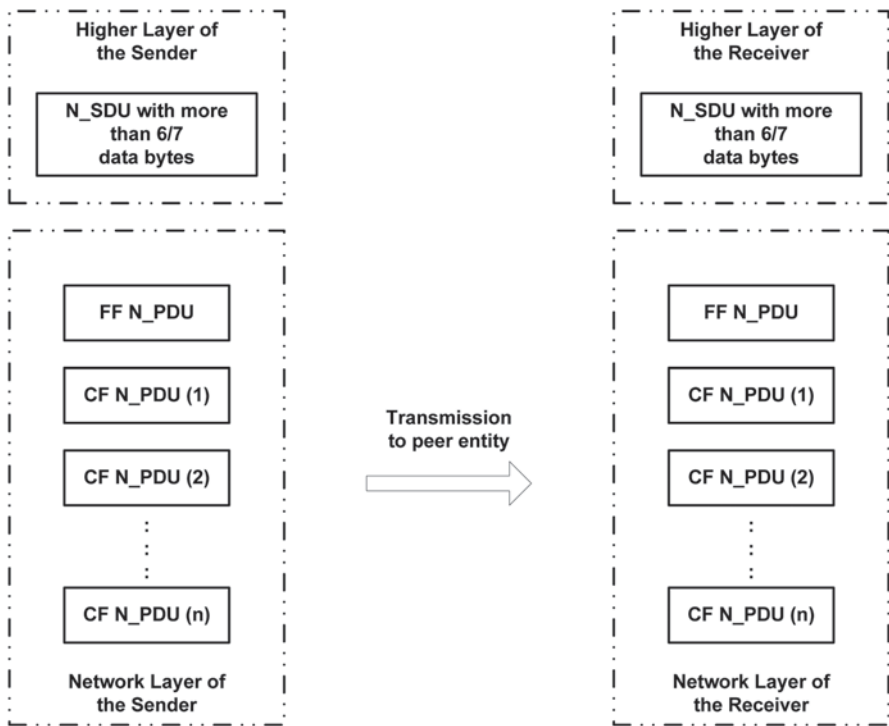 Higher Layer of
the Sender
N_SDU with more
than 6/7
data bytes
FF N_PDU
CF N_PDU (1)
CF N_PDU (2)
CF N_PDU (n)
Network Layer of
the Sender
Transmission
to peer entity
Higher Layer of
the Receiver
N_SDU with more
than 6/7
data bytes
FF N_PDU
CF N_PDU (1)
CF N_PDU (2)
CF N_PDU (n)
Network Layer of
the Receiver